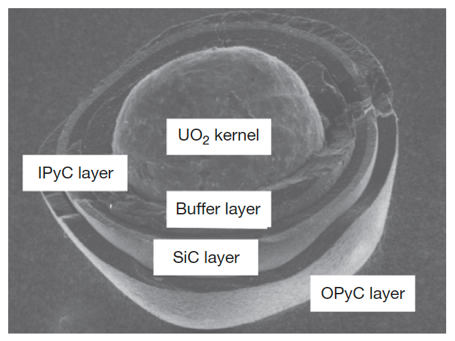 UO₂ kernel
IPyC layer
Buffer layer
SiC layer
OPyC layer